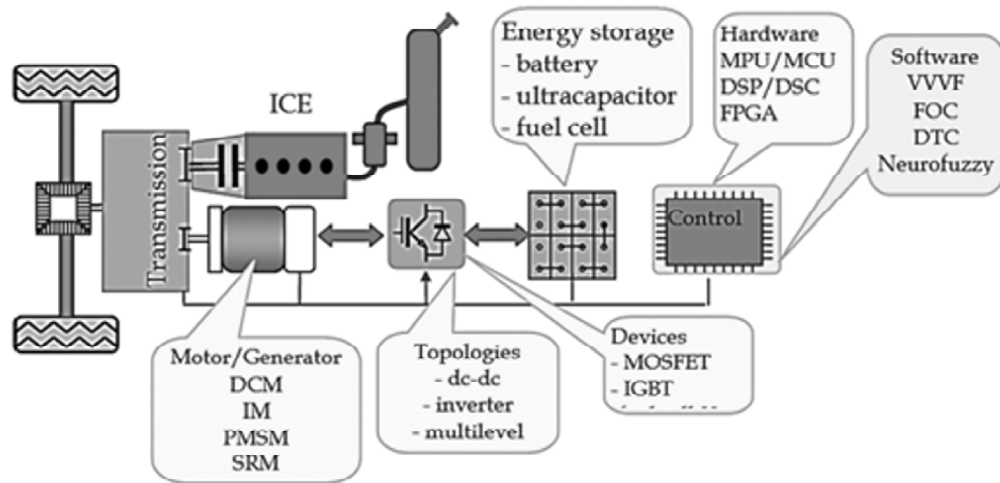 Energy storage
- battery
- ultracapacitor
- fuel cell
Hardware
MPU/MCU
DSP/DSC
FPGA
Software
VVVF
FOC
DTC
Neurofuzzy
ICE
Transmission
Control
Motor/Generator
DCM
IM
PMSM
SRM
Topologies
- dc-dc
- inverter
- multilevel
Devices
- MOSFET
- IGBT